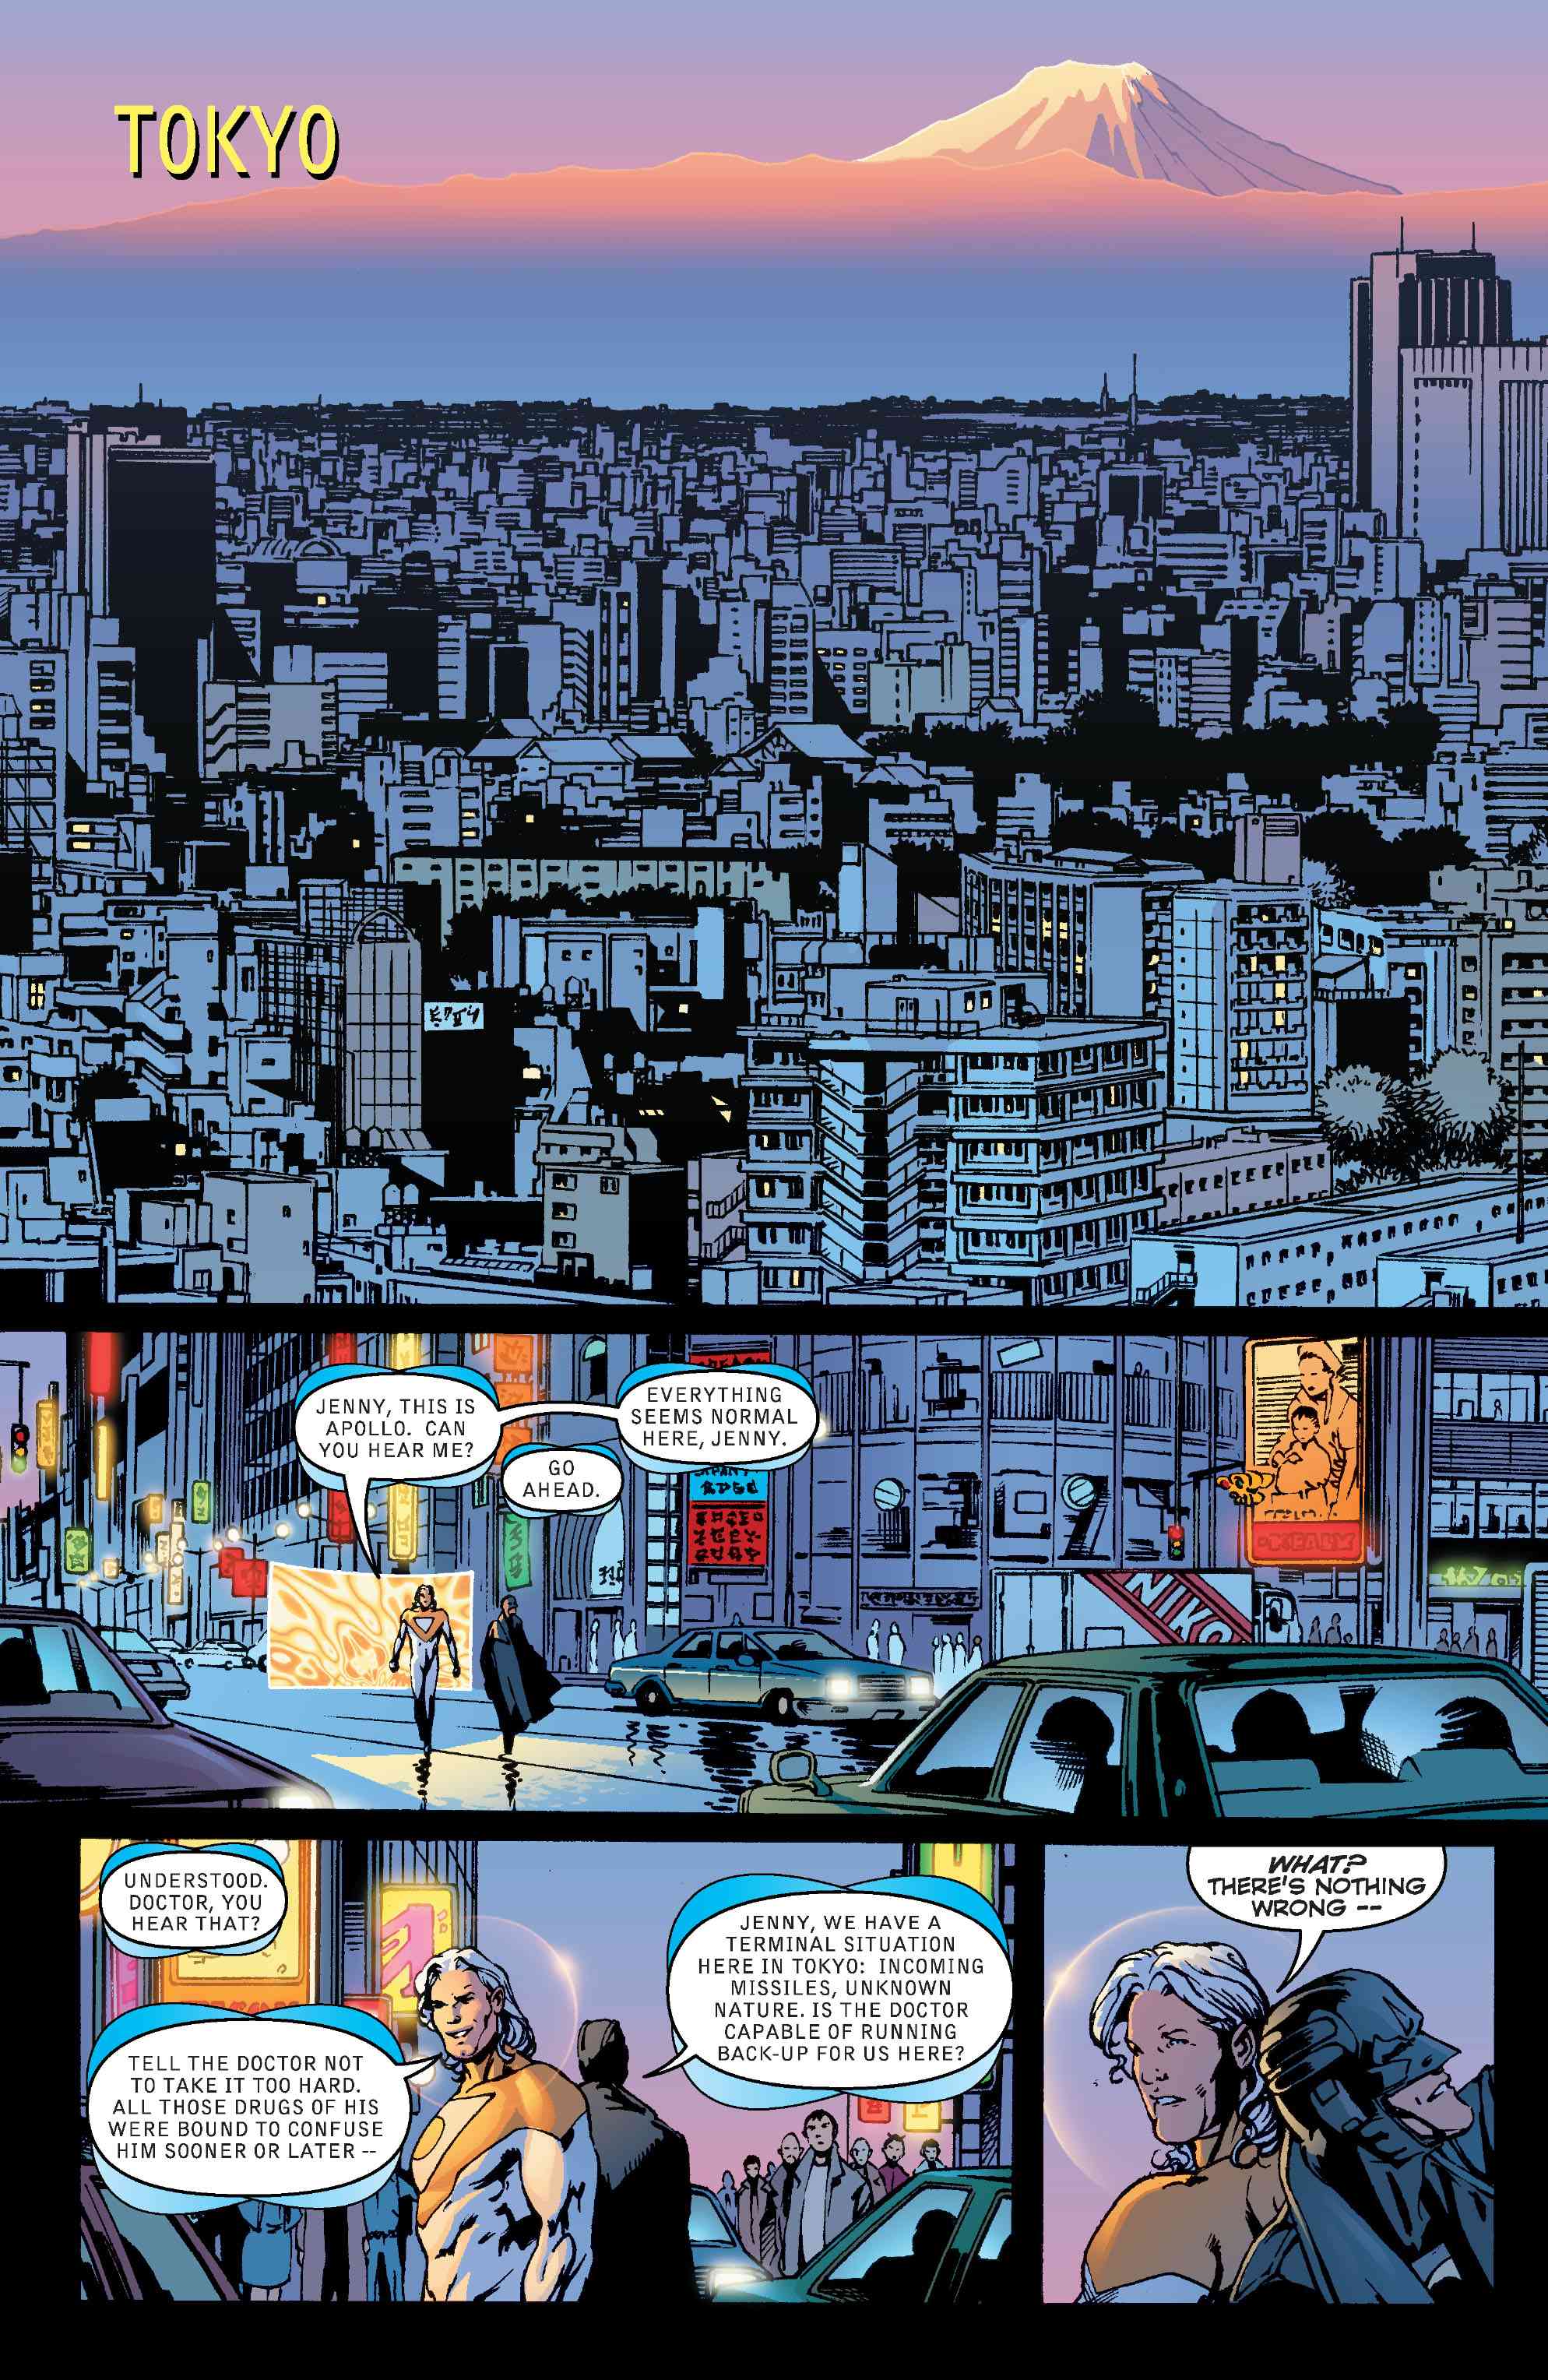 TOKYO
JENNY, THIS IS
APOLLO. CAN
YOU HEAR ME?
EVERYTHING
SEEMS NORMAL
HERE, JENNY.
GO
AHEAD.
NIKO
UNDERSTOOD.
DOCTOR, YOU
HEAR THAT?
TELL THE DOCTOR NOT
TO TAKE IT TOO HARD.
ALL THOSE DRUGS OF HIS
WERE BOUND TO CONFUSE
HIM SOONER OR LATER --
JENNY, WE HAVE A
TERMINAL SITUATION
HERE IN TOKYO: INCOMING
MISSILES, UNKNOWN
NATURE. IS THE DOCTOR
CAPABLE OF RUNNING
BACK-UP FOR US HERE?
WHAT?
THERE'S NOTHING
WRONG --